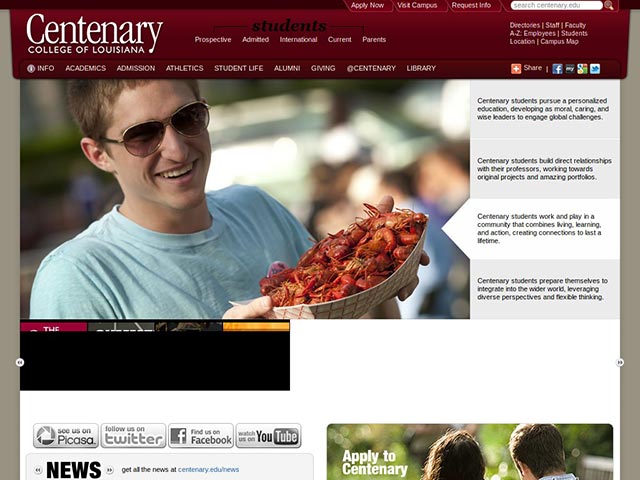 Apply Now
Visit Campus
Request Info
search centenary.edu
Centenary
COLLEGE OF LOUISIANA
students
Prospective Admitted International Current Parents
Directories | Staff | Faculty
A-Z: Employees | Students
Location | Campus Map
INFO ACADEMICS ADMISSION ATHLETICS STUDENT LIFE ALUMNI GIVING @CENTENARY LIBRARY
Share |
Centenary students pursue a personalized
education, developing as moral, caring, and
wise leaders to engage global challenges.
Centenary students build direct relationships
with their professors, working towards
original projects and amazing portfolios.
Centenary students work and play in a
community that combines living, learning,
and action, creating connections to last a
lifetime.
Centenary students prepare themselves to
integrate into the wider world, leveraging
diverse perspectives and flexible thinking.
THE
see us on
Picasa
follow us on
twitter
Find us on
Facebook
watch us on
YouTube
NEWS
get all the news at centenary.edu/news
Apply to
Centenary